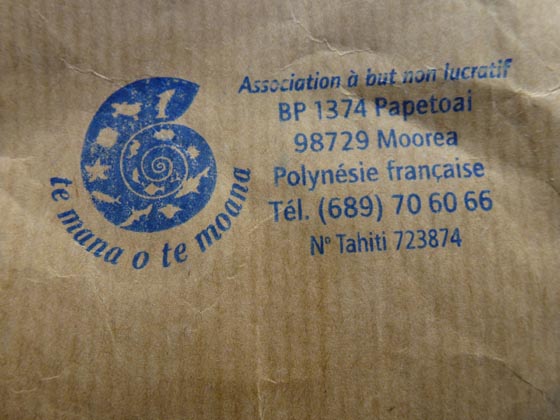 te mana o te moana
Association à but non lucratif
BP 1374 Papetoai
98729 Moorea
Polynésie française
Tél. (689) 70 60 66
N° Tahiti 723874